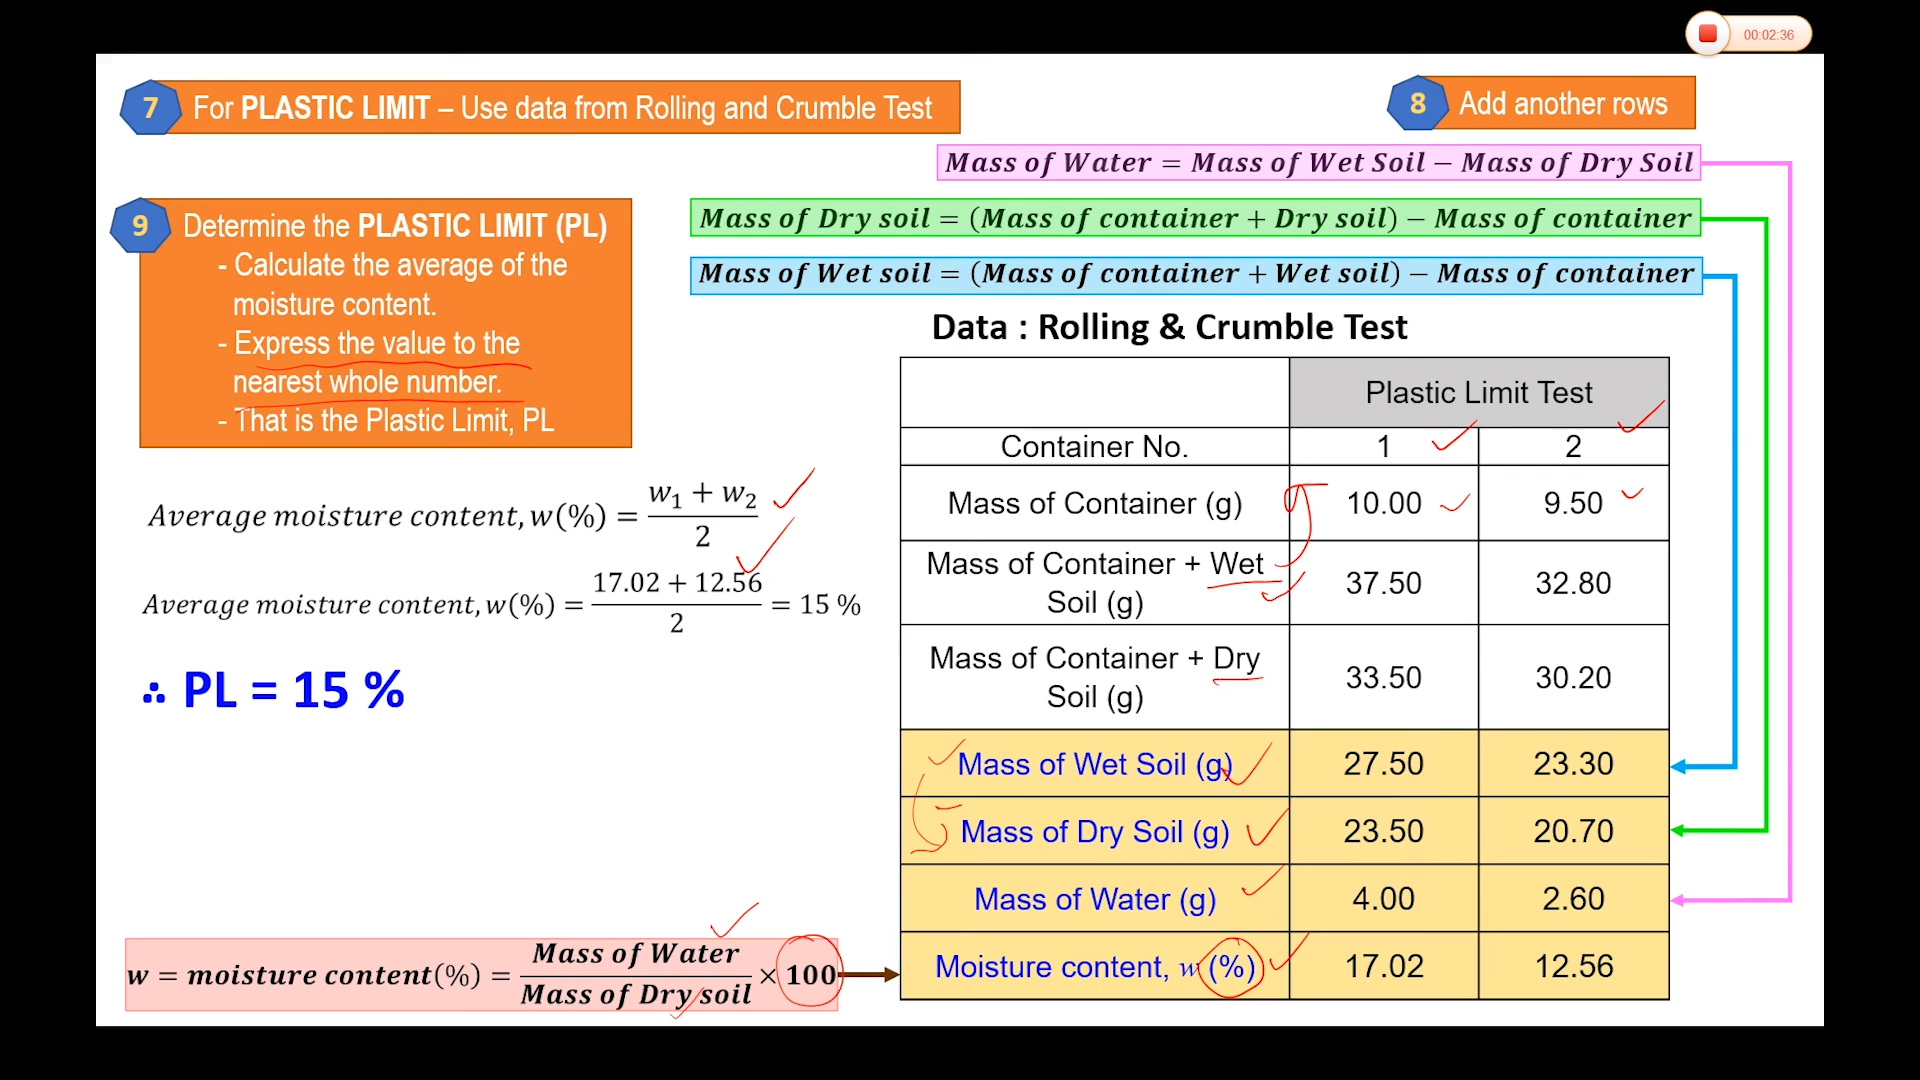 00:02:36
7 For PLASTIC LIMIT – Use data from Rolling and Crumble Test
8 Add another rows
Mass of Water = Mass of Wet Soil − Mass of Dry Soil
Mass of Dry soil = (Mass of container + Dry soil) − Mass of container
Mass of Wet soil = (Mass of container + Wet soil) − Mass of container
9 Determine the PLASTIC LIMIT (PL)
- Calculate the average of the
moisture content.
- Express the value to the
nearest whole number.
- That is the Plastic Limit, PL
Average moisture content, w(%) = (w₁ + w₂)/2
Average moisture content, w(%) = (17.02 + 12.56)/2 = 15 %
∴ PL = 15 %
w = moisture content(%) = Mass of Water/Mass of Dry soil × 100
Data : Rolling & Crumble Test
Plastic Limit Test
Container No. 1 2
Mass of Container (g) 10.00 9.50
Mass of Container + Wet
Soil (g) 37.50 32.80
Mass of Container + Dry
Soil (g) 33.50 30.20
Mass of Wet Soil (g) 27.50 23.30
Mass of Dry Soil (g) 23.50 20.70
Mass of Water (g) 4.00 2.60
Moisture content, w (%) 17.02 12.56